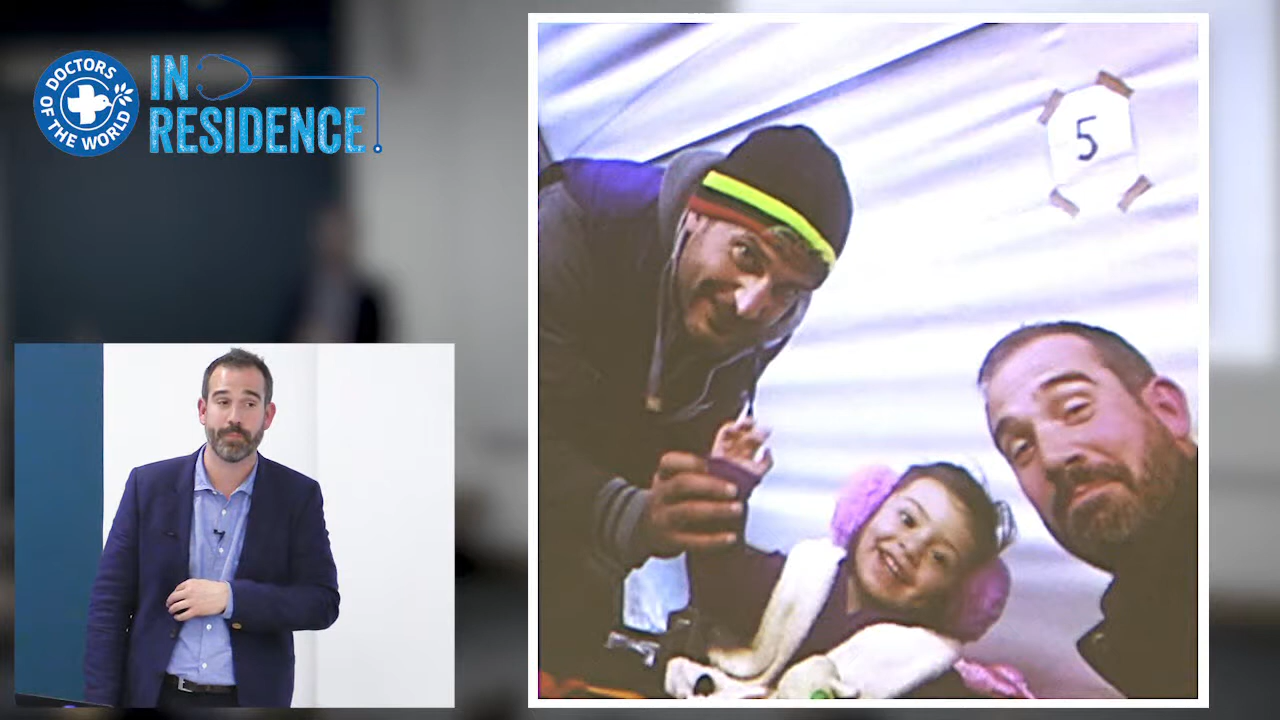 DOCTORS
OF THE WORLD
IN
RESIDENCE
5